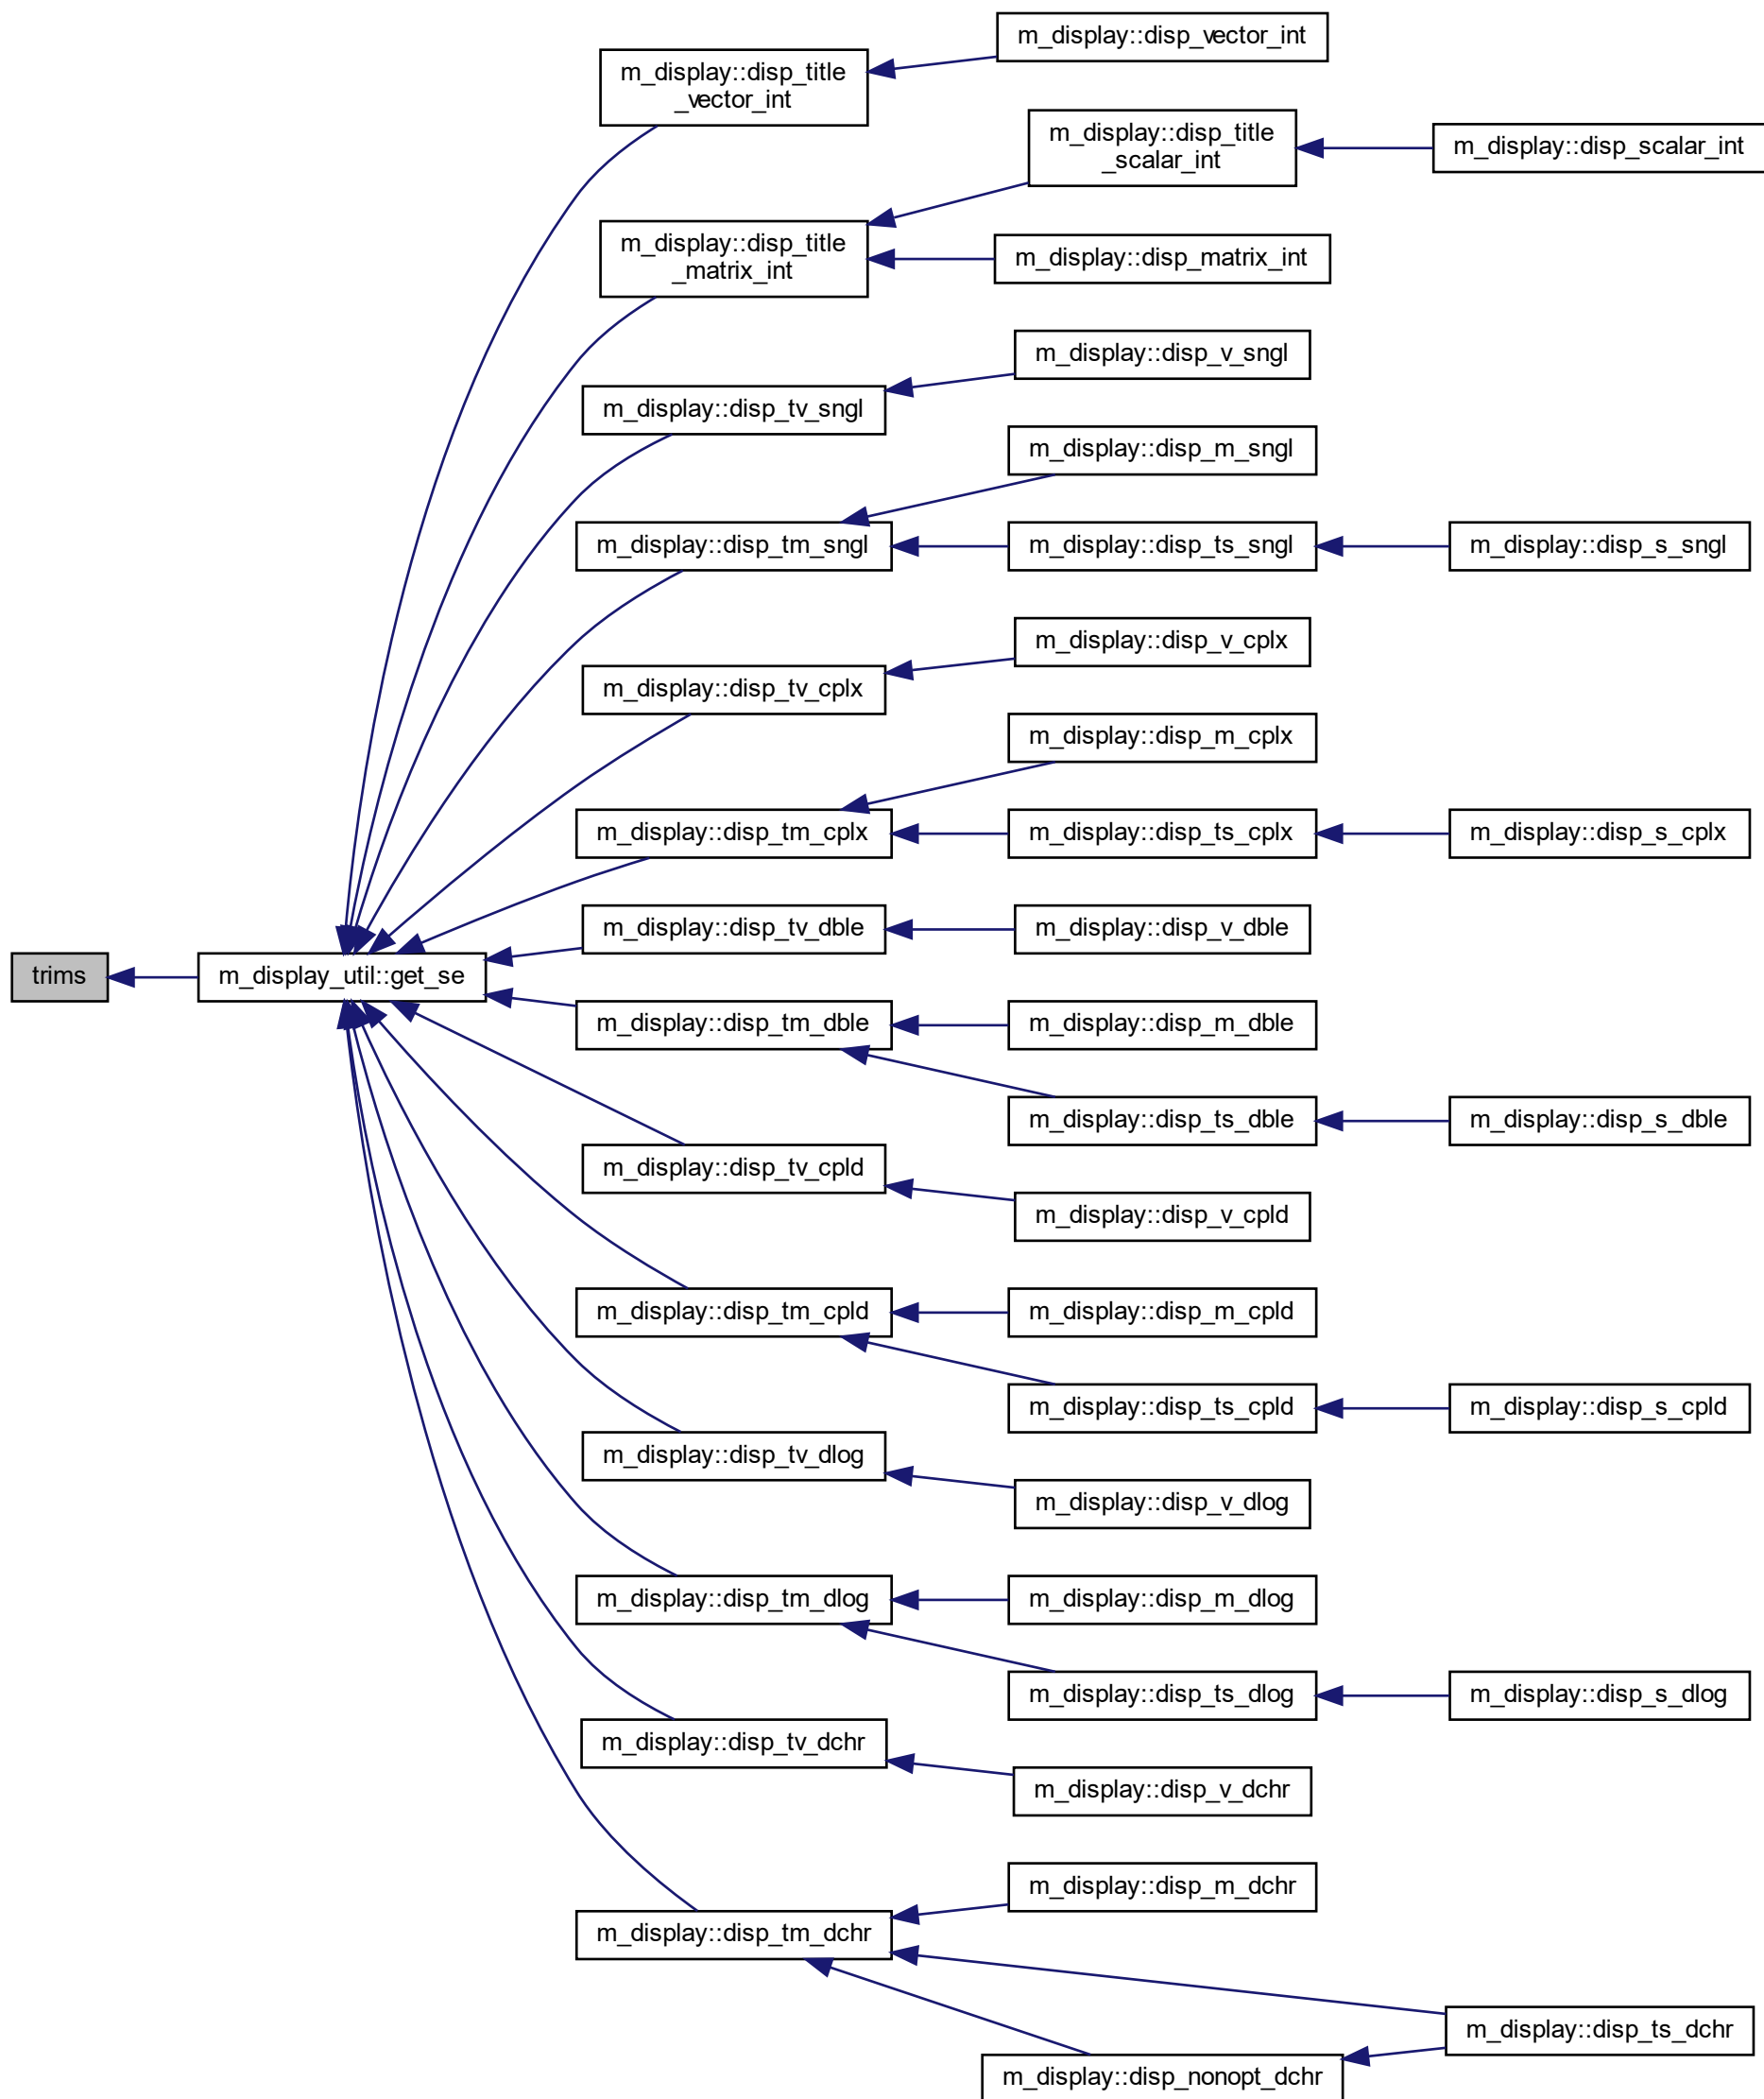 m_display::disp_vector_int
m_display::disp_title
_vector_int
m_display::disp_title
_scalar_int
m_display::disp_scalar_int
m_display::disp_title
_matrix_int
m_display::disp_matrix_int
m_display::disp_v_sngl
m_display::disp_tv_sngl
m_display::disp_m_sngl
m_display::disp_tm_sngl
m_display::disp_ts_sngl
m_display::disp_s_sngl
m_display::disp_v_cplx
m_display::disp_tv_cplx
m_display::disp_m_cplx
m_display::disp_tm_cplx
m_display::disp_ts_cplx
m_display::disp_s_cplx
m_display::disp_tv_dble
m_display::disp_v_dble
trims
m_display_util::get_se
m_display::disp_tm_dble
m_display::disp_m_dble
m_display::disp_ts_dble
m_display::disp_s_dble
m_display::disp_tv_cpld
m_display::disp_v_cpld
m_display::disp_tm_cpld
m_display::disp_m_cpld
m_display::disp_ts_cpld
m_display::disp_s_cpld
m_display::disp_tv_dlog
m_display::disp_v_dlog
m_display::disp_tm_dlog
m_display::disp_m_dlog
m_display::disp_ts_dlog
m_display::disp_s_dlog
m_display::disp_tv_dchr
m_display::disp_v_dchr
m_display::disp_m_dchr
m_display::disp_tm_dchr
m_display::disp_ts_dchr
m_display::disp_nonopt_dchr